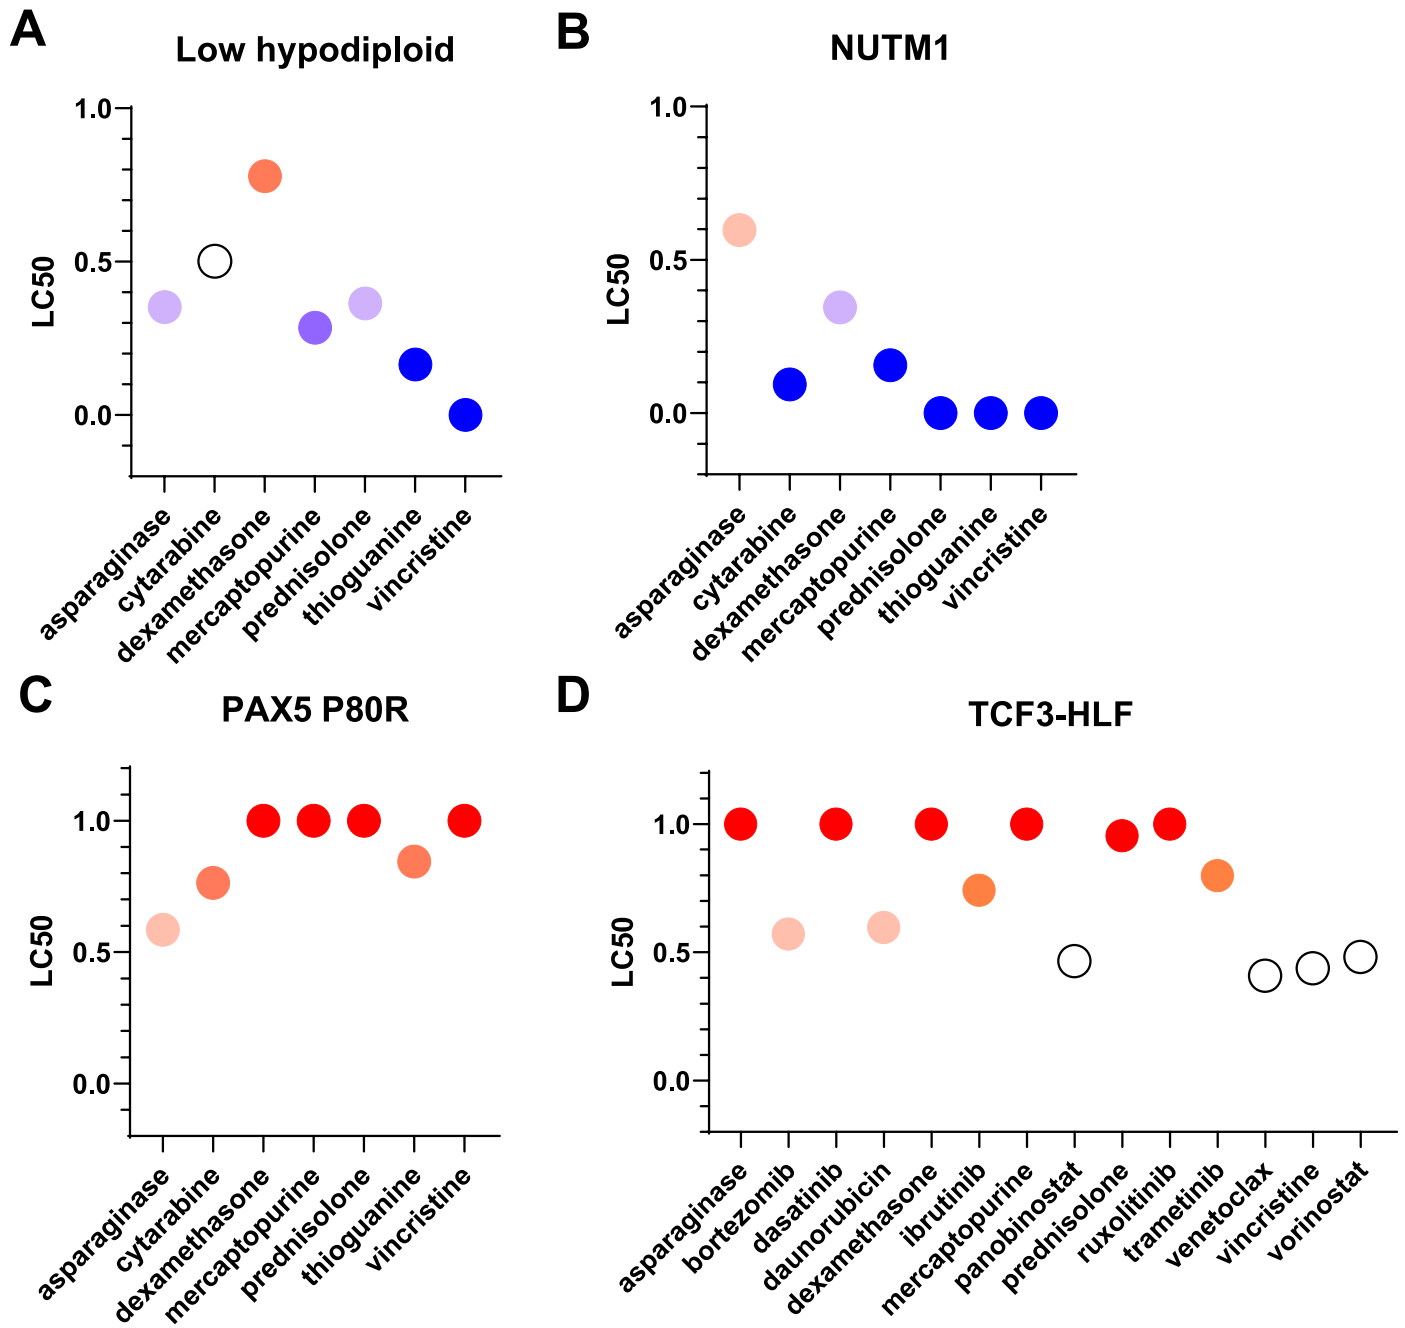 A
Low hypodiploid
1.0
0.5
0.0
LC50
asparaginase
cytarabine
dexamethasone
mercaptopurine
prednisolone
thioguanine
vincristine
B
NUTM1
1.0
0.5
0.0
LC50
asparaginase
cytarabine
dexamethasone
mercaptopurine
prednisolone
thioguanine
vincristine
C
PAX5 P80R
1.0
0.5
0.0
LC50
asparaginase
cytarabine
dexamethasone
mercaptopurine
prednisolone
thioguanine
vincristine
D
TCF3-HLF
1.0
0.5
0.0
LC50
asparaginase
bortezomib
dasatinib
daunorubicin
dexamethasone
ibrutinib
mercaptopurine
panobinostat
prednisolone
ruxolitinib
trametinib
venetoclax
vincristine
vorinostat